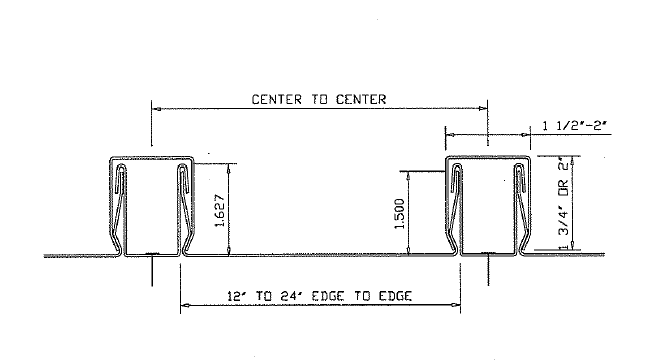 CENTER TO CENTER
1 1/2"-2"
1.627
1.500
1 3/4" OR 2"
12" TO 24" EDGE TO EDGE